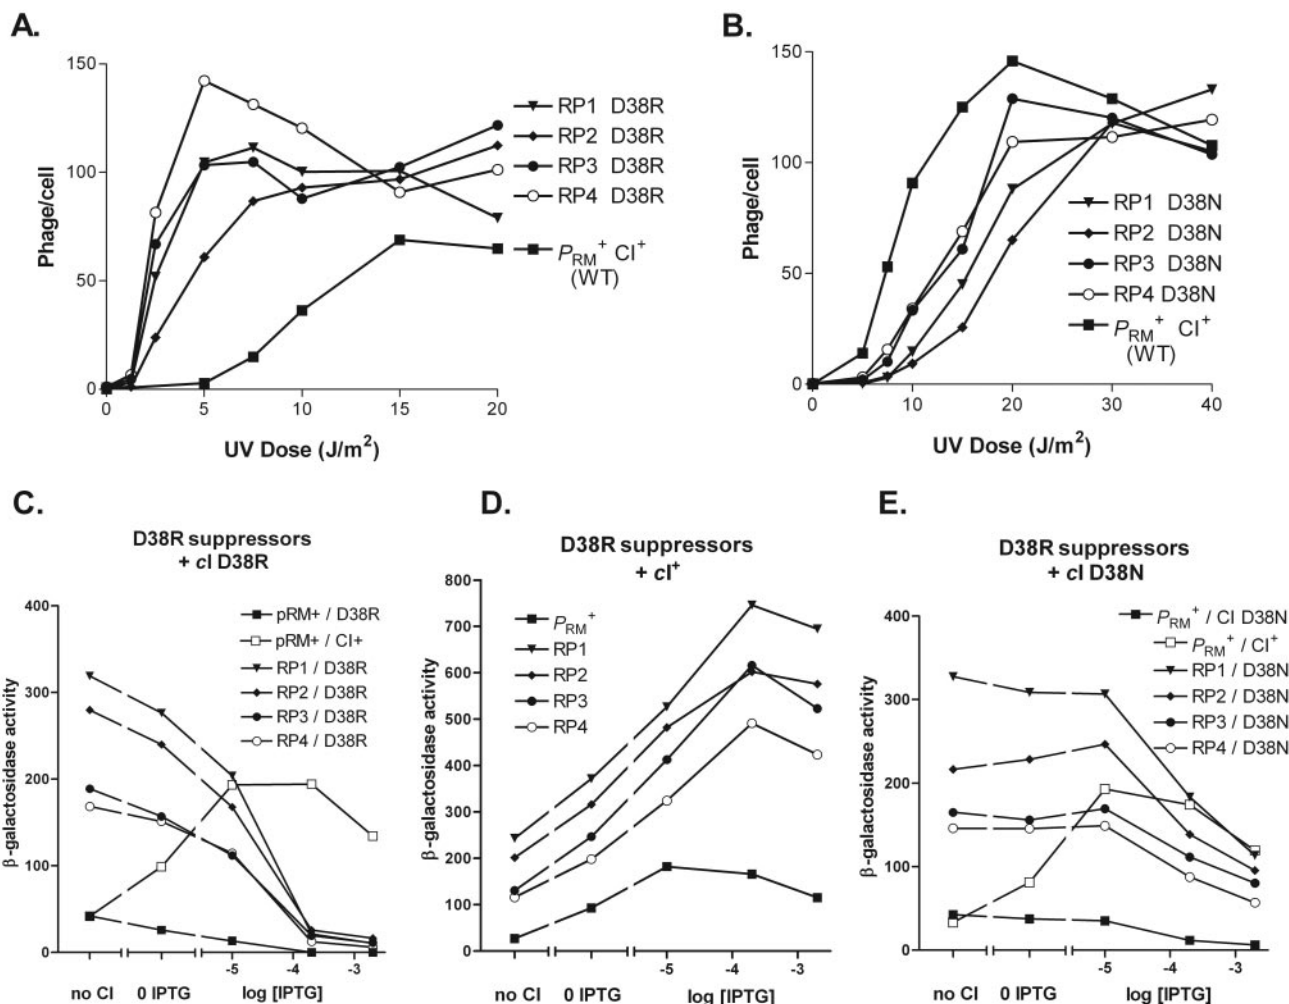 A.
150
100
50
0
Phage/cell
0 5 10 15 20
UV Dose (J/m²)
RP1 D38R
RP2 D38R
RP3 D38R
RP4 D38R
PRM+ CI+
(WT)
B.
150
100
50
0
Phage/cell
0 10 20 30 40
UV Dose (J/m²)
RP1 D38N
RP2 D38N
RP3 D38N
RP4 D38N
PRM+ CI+
(WT)
C.
D38R suppressors
+ cI D38R
400
300
200
100
0
β-galactosidase activity
pRM+ / D38R
pRM+ / CI+
RP1 / D38R
RP2 / D38R
RP3 / D38R
RP4 / D38R
-5 -4 -3
no CI 0 IPTG log [IPTG]
D.
D38R suppressors
+ cI+
800
700
600
500
400
300
200
100
0
β-galactosidase activity
PRM+
RP1
RP2
RP3
RP4
-5 -4 -3
no CI 0 IPTG log [IPTG]
E.
D38R suppressors
+ cI D38N
400
300
200
100
0
β-galactosidase activity
PRM+ / CI D38N
PRM+ / CI+
RP1 / D38N
RP2 / D38N
RP3 / D38N
RP4 / D38N
-5 -4 -3
no CI 0 IPTG log [IPTG]